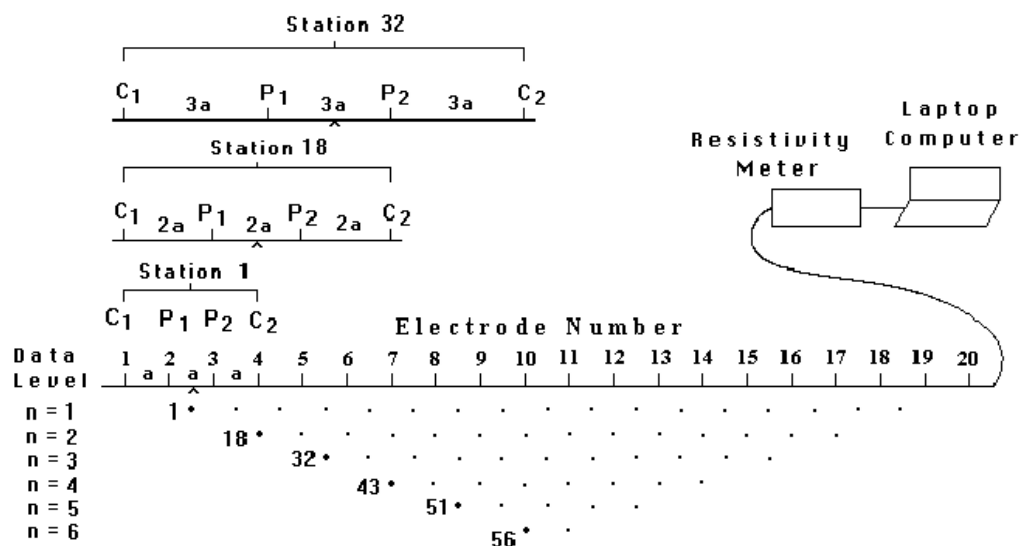 Station 32
C1 P1 P2 C2
3a 3a 3a
Laptop
Computer
Resistivity
Meter
Station 18
C1 P1 P2 C2
2a 2a 2a
Station 1
C1 P1 P2 C2
Electrode Number
Data
Level
1 2 3 4 5 6 7 8 9 10 11 12 13 14 15 16 17 18 19 20
a a a
n = 1 1
n = 2 18
n = 3 32
n = 4 43
n = 5 51
n = 6 56